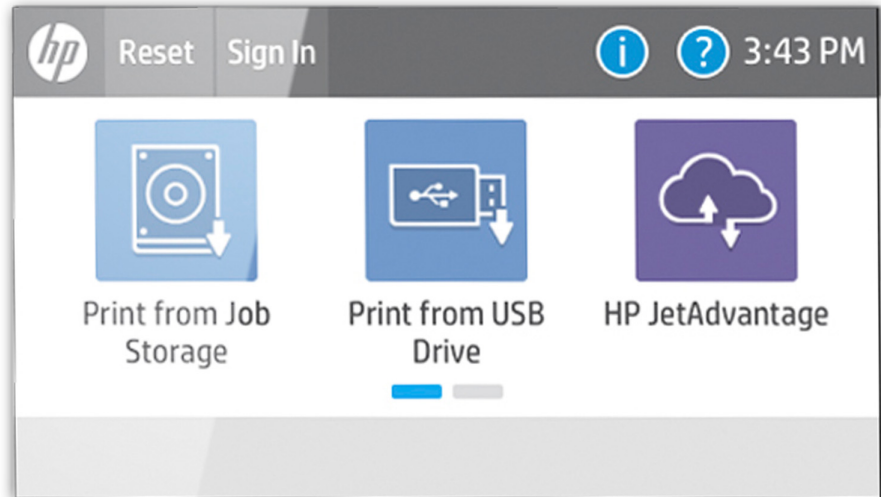 hp
Reset
Sign In
i
?
3:43 PM
Print from Job
Storage
Print from USB
Drive
HP JetAdvantage